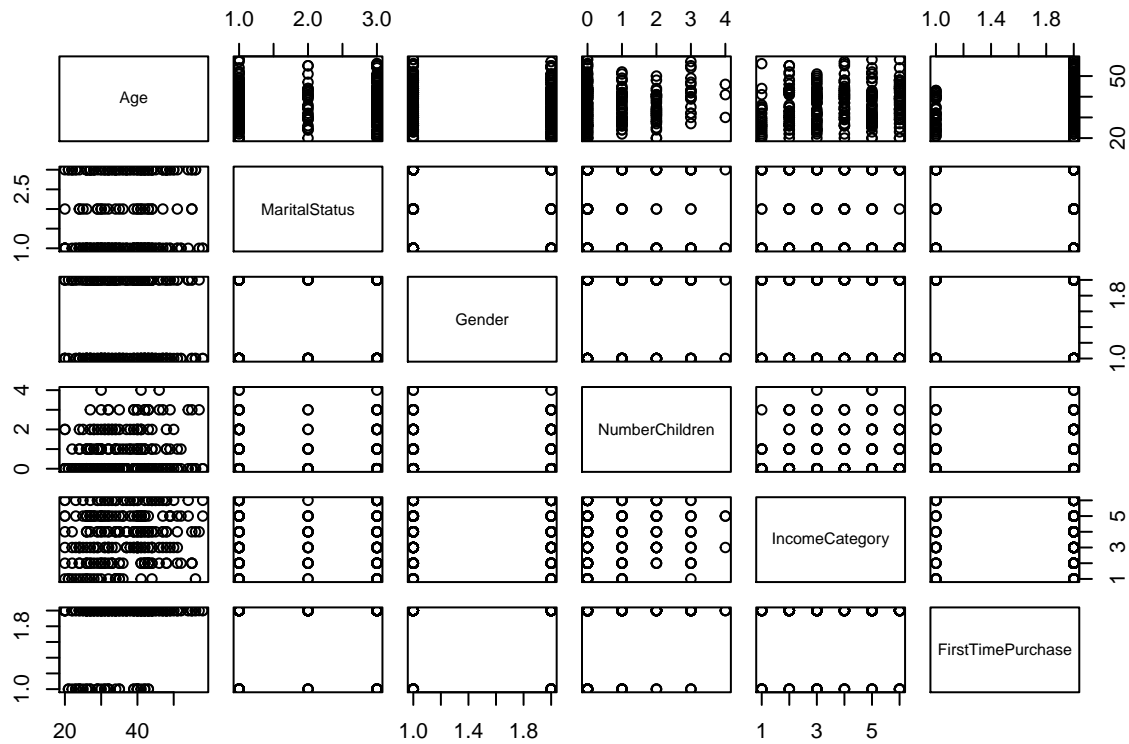 1.0 2.0 3.0 0 1 2 3 4 1.0 1.4 1.8
Age
20 50
1.0 2.5
MaritalStatus
Gender
1.0 1.8
0 2 4
NumberChildren
IncomeCategory
1 3 5
1.0 1.8
FirstTimePurchase
20 40 1.0 1.4 1.8 1 3 5